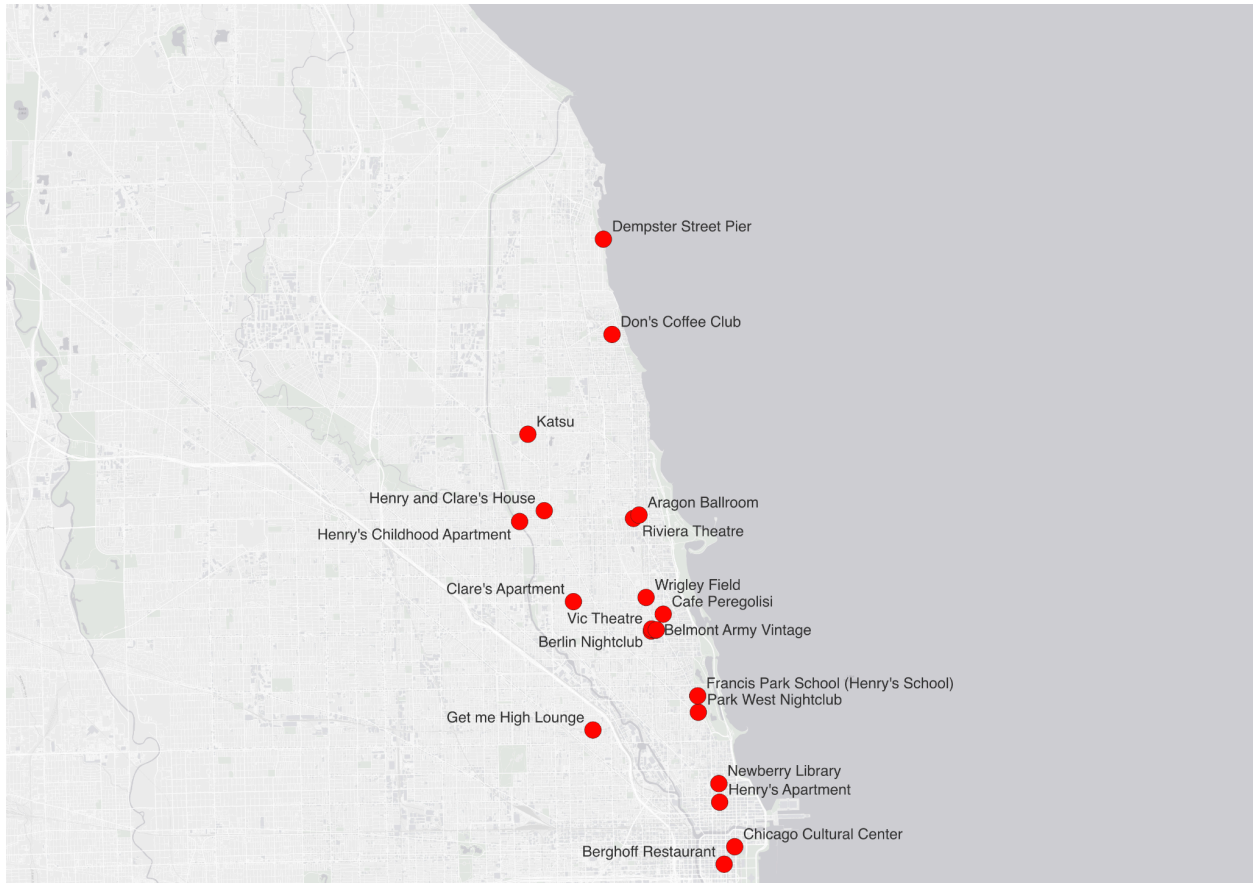 Dempster Street Pier
Don's Coffee Club
Katsu
Henry and Clare's House
Aragon Ballroom
Henry's Childhood Apartment
Riviera Theatre
Clare's Apartment
Wrigley Field
Cafe Peregolisi
Vic Theatre
Belmont Army Vintage
Berlin Nightclub
Francis Park School (Henry's School)
Park West Nightclub
Get me High Lounge
Newberry Library
Henry's Apartment
Chicago Cultural Center
Berghoff Restaurant